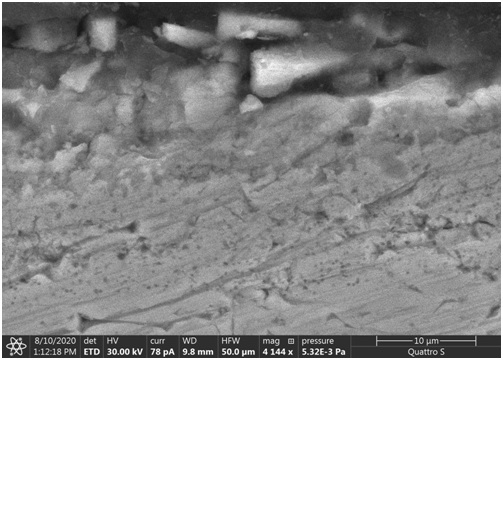 8/10/2020 det HV curr WD HFW mag pressure 10 µm
1:12:18 PM ETD 30.00 kV 78 pA 9.8 mm 50.0 µm 4 144 x 5.32E-3 Pa Quattro S